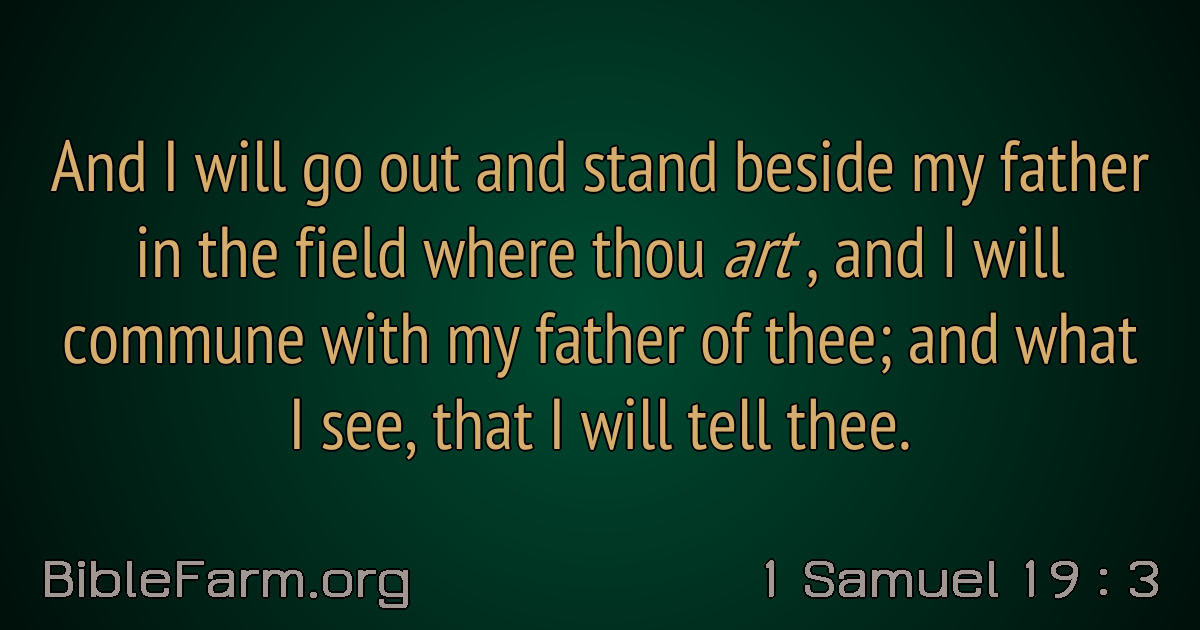 And I will go out and stand beside my father
in the field where thou art , and I will
commune with my father of thee; and what
I see, that I will tell thee.
BibleFarm.org
1 Samuel 19 : 3